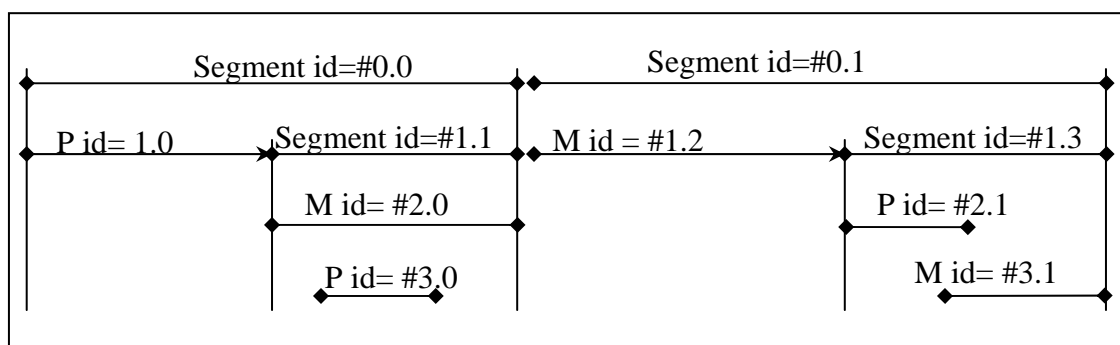 Segment id=#0.0
Segment id=#0.1
P id= 1.0
Segment id=#1.1
M id = #1.2
Segment id=#1.3
M id= #2.0
P id= #2.1
P id= #3.0
M id= #3.1